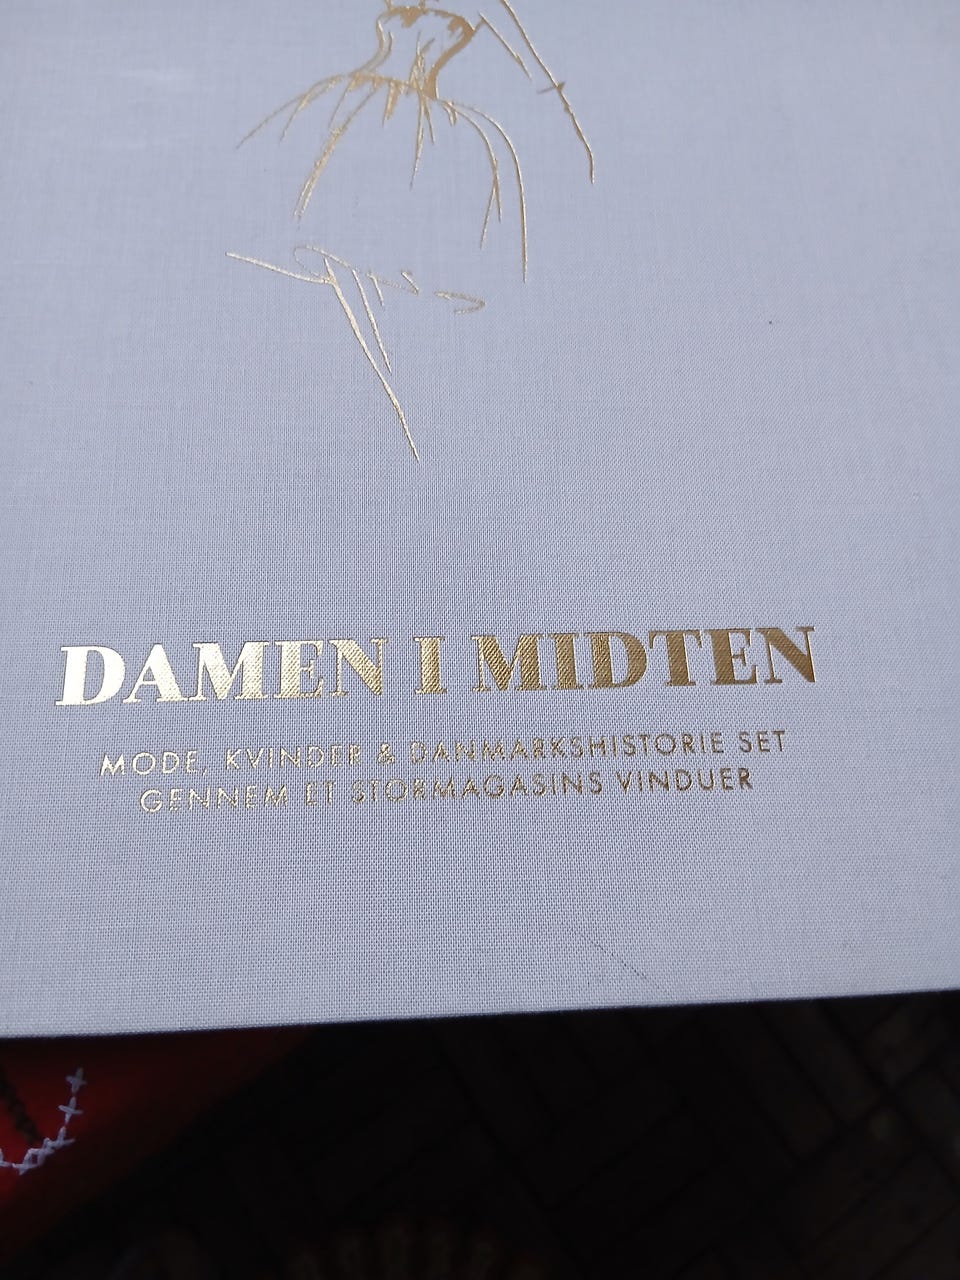 DAMEN I MIDTEN
MODE, KVINDER & DANMARKSHISTORIE SET
GENNEM ET STORMAGASINS VINDUER